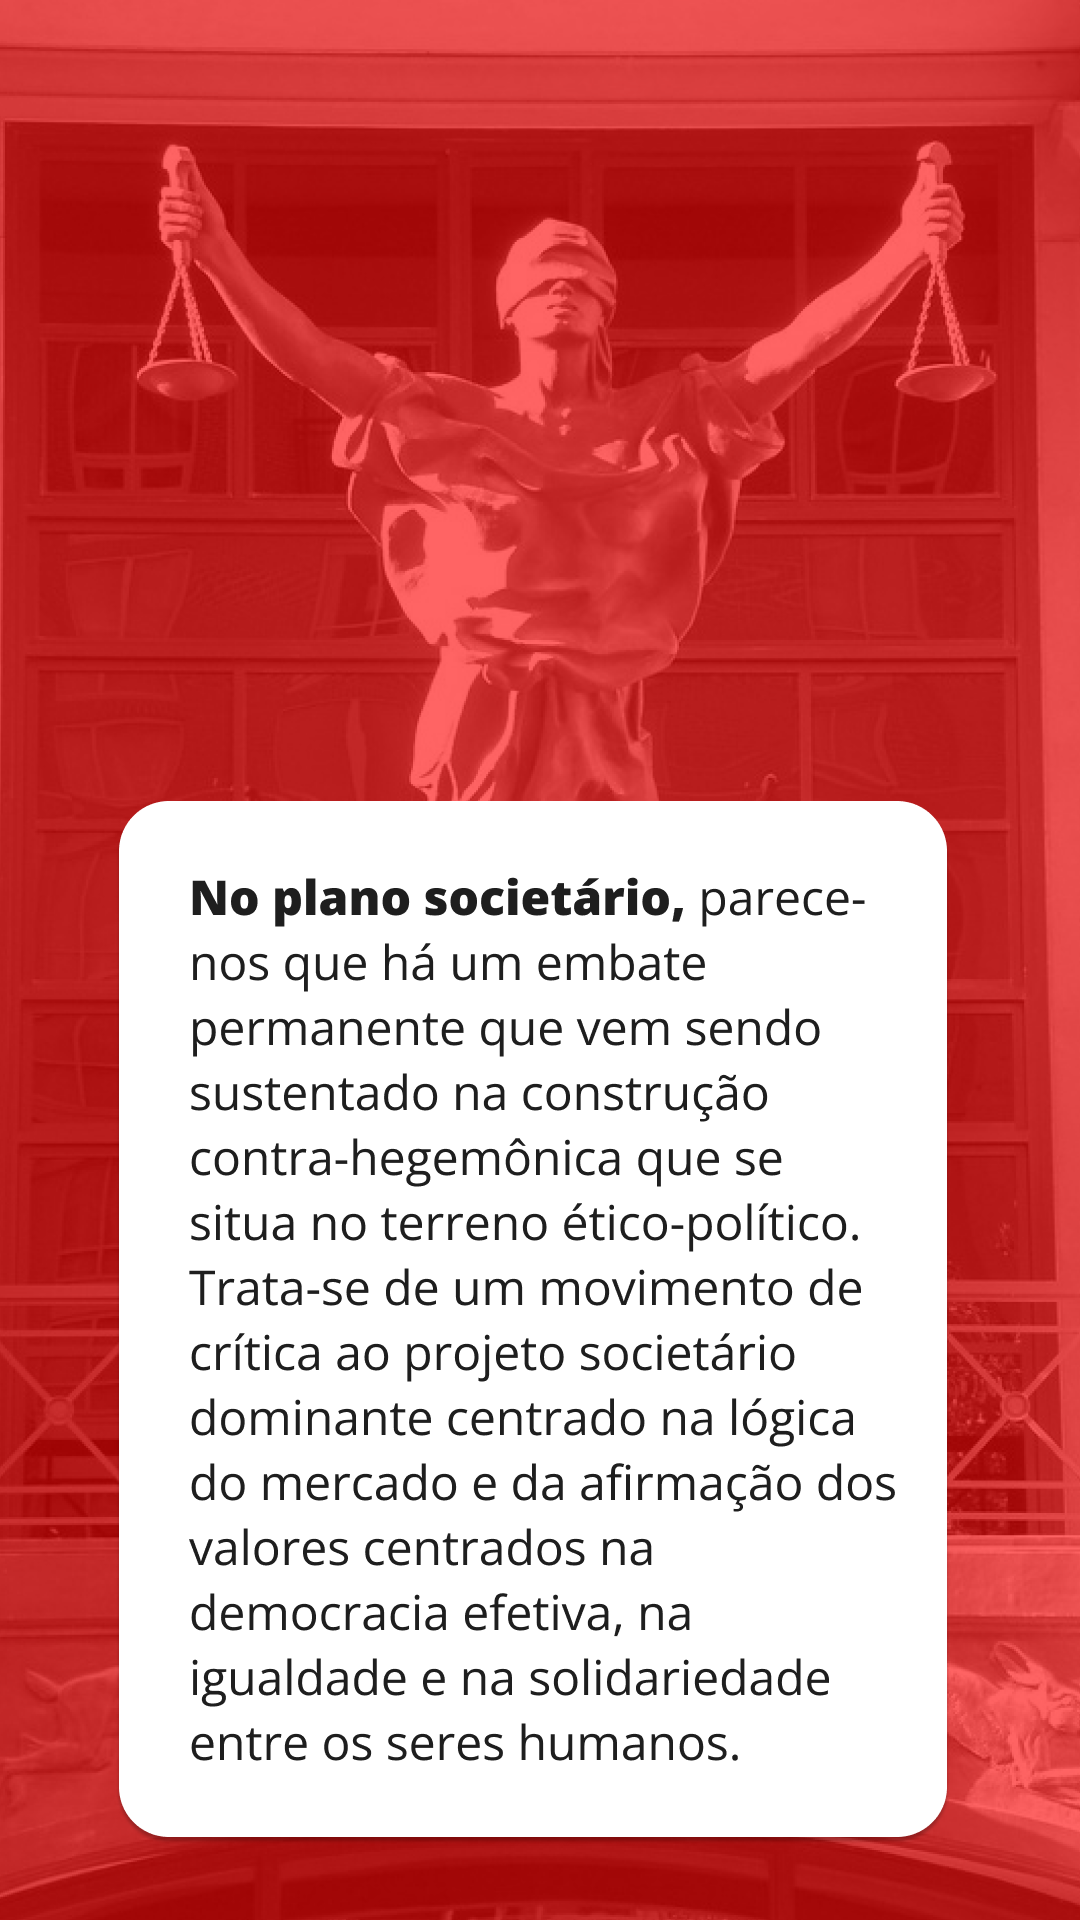 No plano societário, parece-
nos que há um embate
permanente que vem sendo
sustentado na construção
contra-hegemônica que se
situa no terreno ético-político.
Trata-se de um movimento de
crítica ao projeto societário
dominante centrado na lógica
do mercado e da afirmação dos
valores centrados na
democracia efetiva, na
igualdade e na solidariedade
entre os seres humanos.